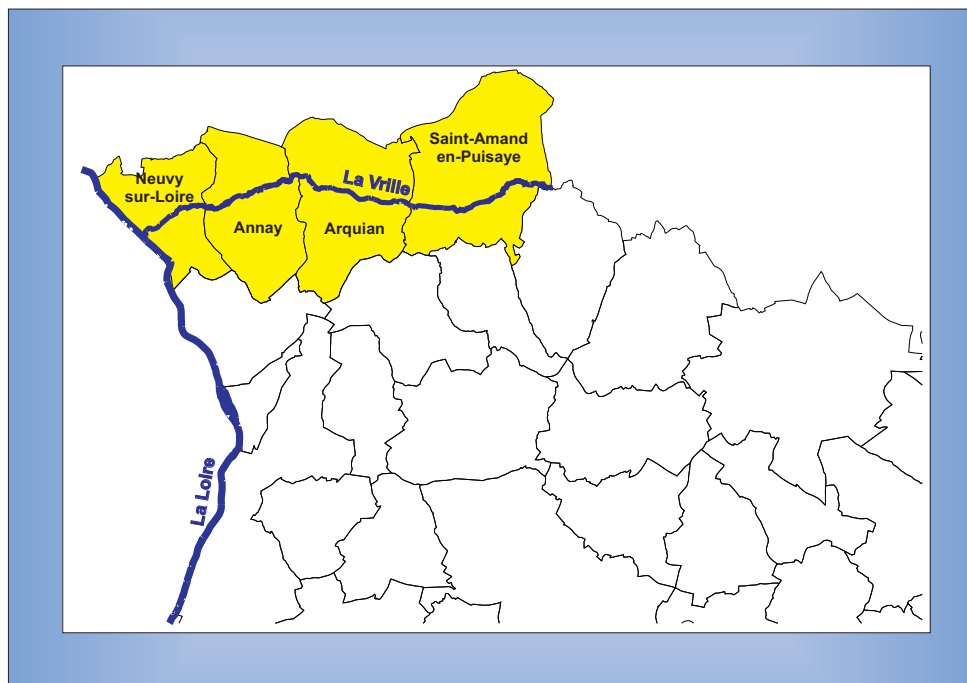 Saint-Amand
en-Puisaye
Neuvy
sur-Loire
La Vrille
Annay
Arquian
La Loire